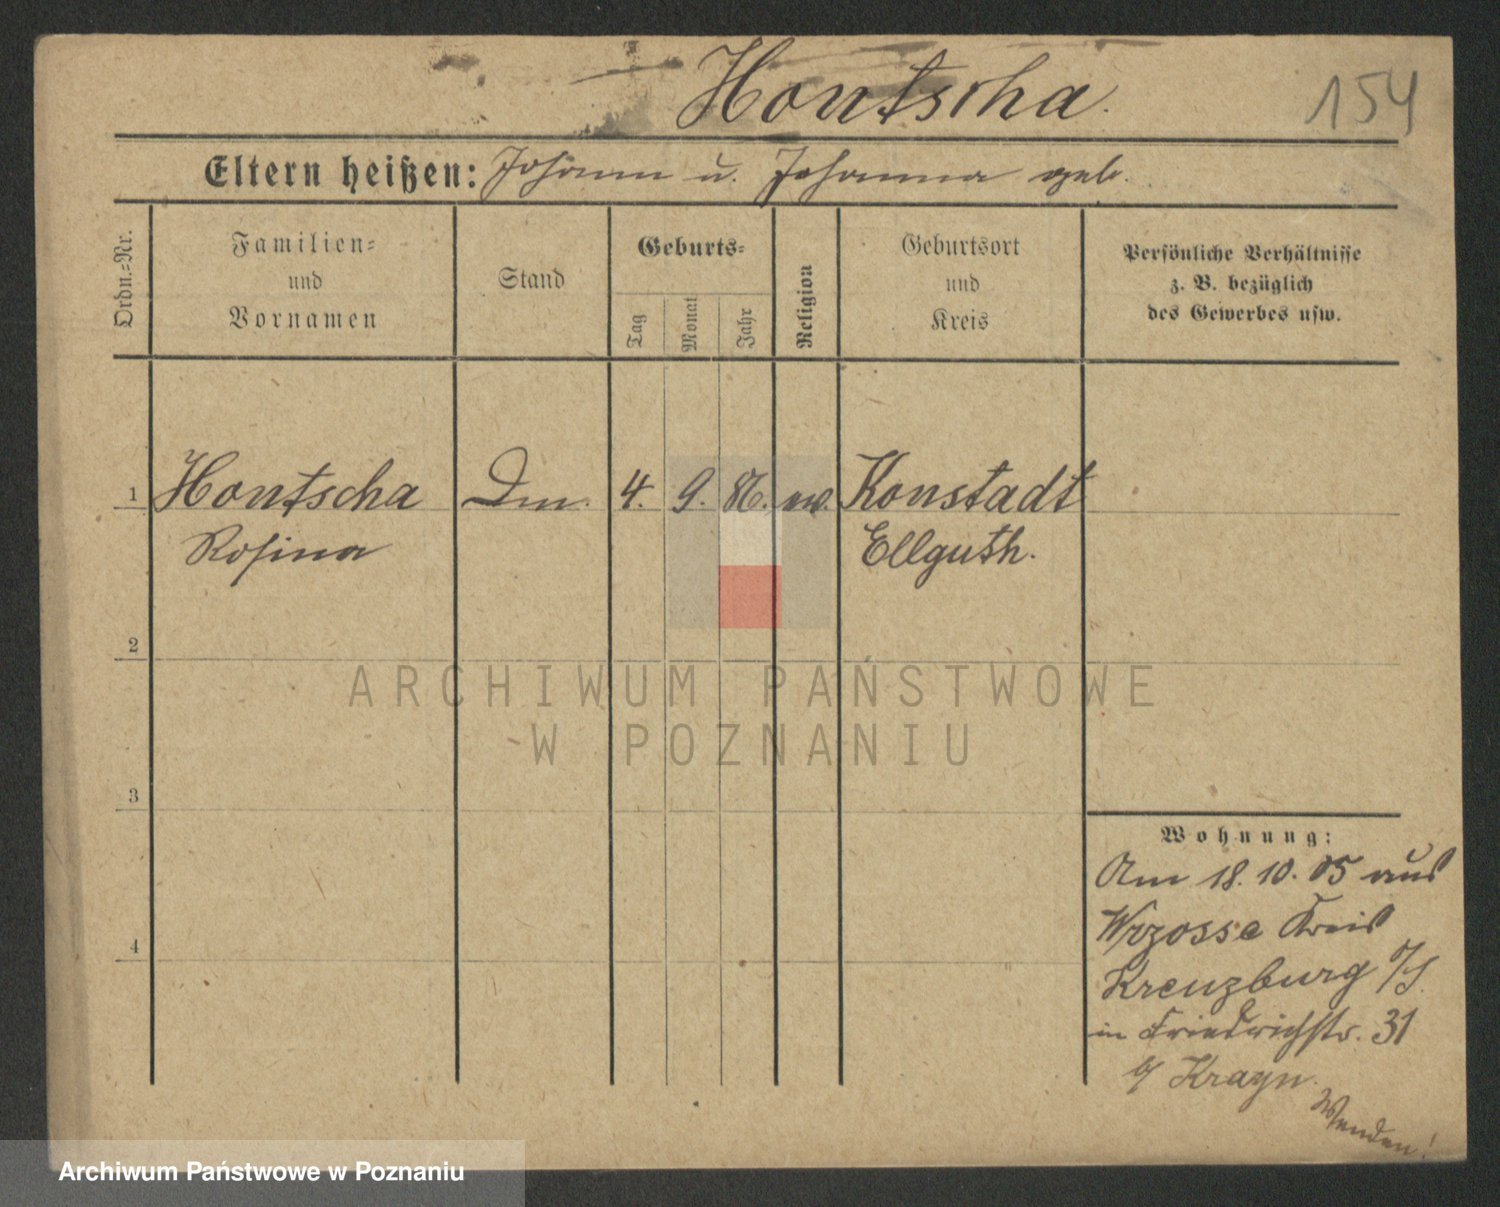 Hontscha.
154
Eltern heißen: Johann u. Johanna geb.
Ordn.=Nr.
Familien=
und
Vornamen
Stand
Geburts=
Tag
Monat
Jahr
Religion
Geburtsort
und
Kreis
Persönliche Verhältnisse
z. B. bezüglich
des Gewerbes usw.
1 Hontscha Dm. 4. 9. 86. ev. Konstadt
Rosina Ellguth.
2
3
4
Wohnung:
Am 18. 10. 05 aus
Wrzosse Kreis
Kreuzburg O/S.
in Friedrichstr. 31
b/ Krayn.
Wenden!
ARCHIWUM PAŃSTWOWE
W POZNANIU
Archiwum Państwowe w Poznaniu